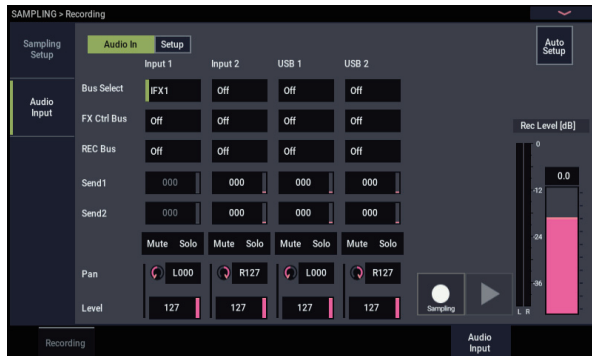 SAMPLING > Recording
Sampling
Setup
Audio
Input
Audio In
Setup
Auto
Setup
Input 1 Input 2 USB 1 USB 2
Bus Select IFX1 Off Off Off
FX Ctrl Bus Off Off Off Off
REC Bus Off Off Off Off
Send1 000 000 000 000
Send2 000 000 000 000
Mute Solo Mute Solo Mute Solo Mute Solo
Pan L000 R127 L000 R127
Level 127 127 127 127
Rec Level [dB]
0
-12
-24
-36
L R
0.0
Sampling
Recording
Audio
Input